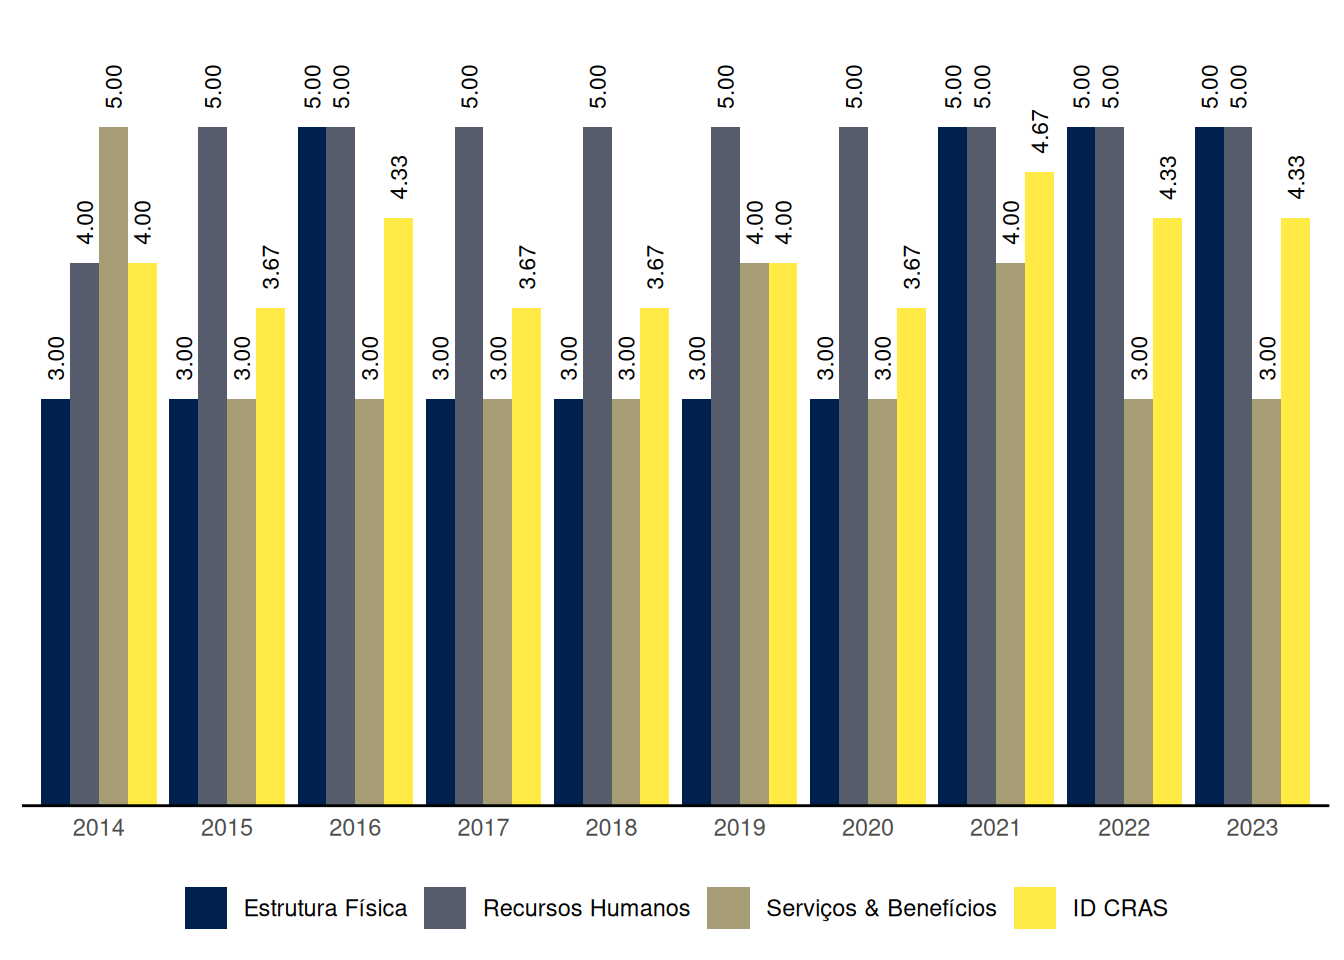 3.00 4.00 5.00 4.00 3.00 5.00 3.00 3.67 5.00 5.00 3.00 4.33 3.00 5.00 3.00 3.67 3.00 5.00 3.00 3.67 3.00 5.00 4.00 4.00 3.00 5.00 3.00 3.67 5.00 5.00 4.00 4.67 5.00 5.00 3.00 4.33 5.00 5.00 3.00 4.33
2014 2015 2016 2017 2018 2019 2020 2021 2022 2023
Estrutura Física Recursos Humanos Serviços & Benefícios ID CRAS